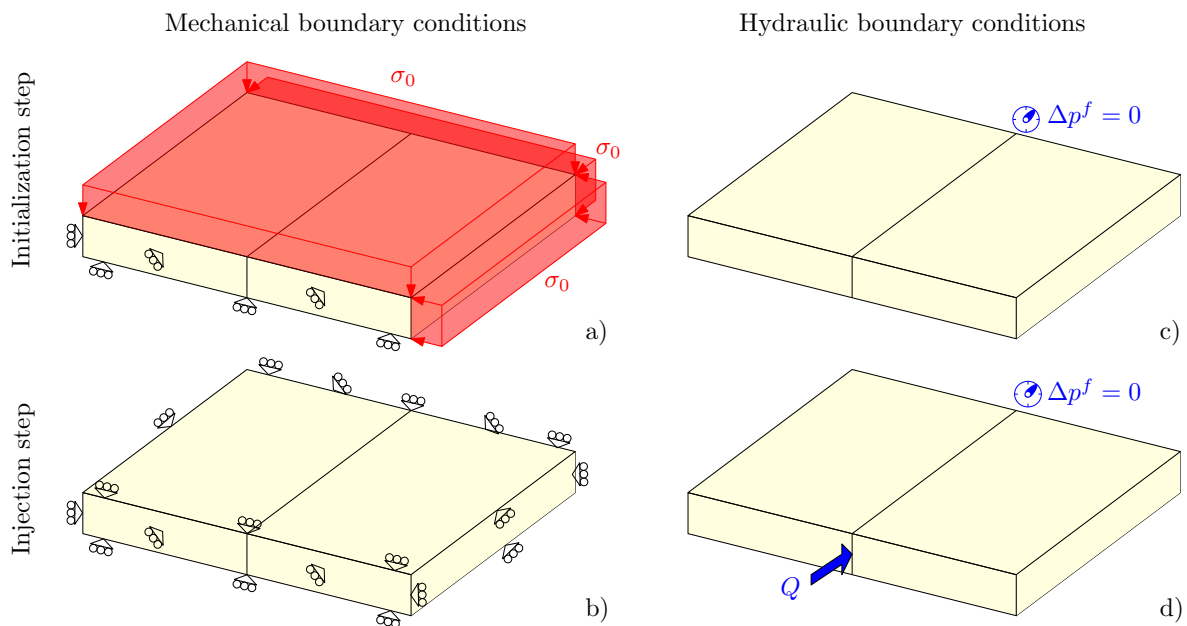 Mechanical boundary conditions
Hydraulic boundary conditions
Initialization step
σ₀
σ₀
σ₀
a)
Δp^f = 0
c)
Injection step
b)
Δp^f = 0
Q
d)